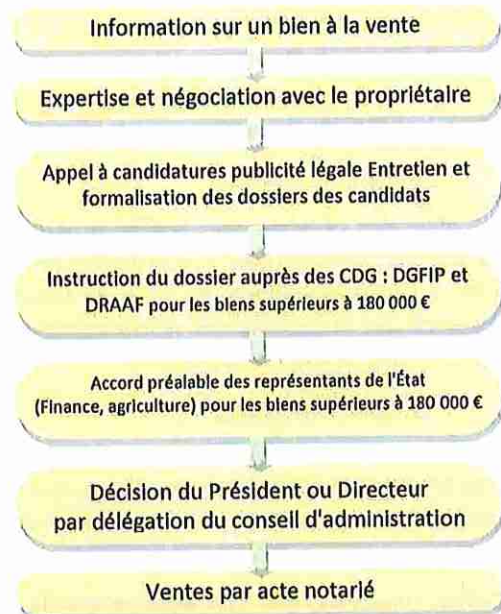 Information sur un bien à la vente
Expertise et négociation avec le propriétaire
Appel à candidatures publicité légale Entretien et
formalisation des dossiers des candidats
Instruction du dossier auprès des CDG : DGFIP et
DRAAF pour les biens supérieurs à 180 000 €
Accord préalable des représentants de l'État
(Finance, agriculture) pour les biens supérieurs à 180 000 €
Décision du Président ou Directeur
par délégation du conseil d'administration
Ventes par acte notarié